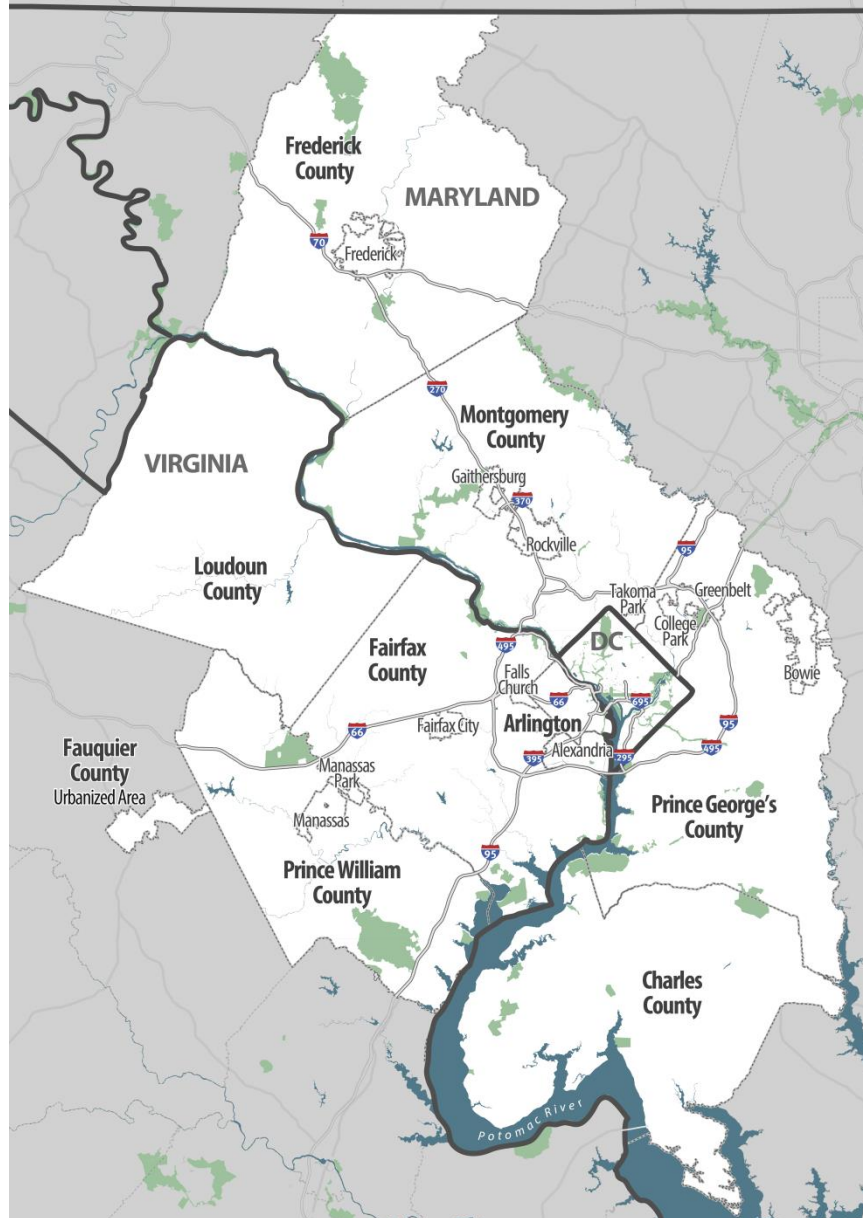 Frederick
County
MARYLAND
70
Frederick
270
Montgomery
County
VIRGINIA
Gaithersburg
370
Rockville
95
Loudoun
County
Takoma
Park
Greenbelt
College
Park
Fairfax
County
495
DC
Bowie
Falls
Church
66
695
Arlington
Fairfax City
66
95
495
Alexandria
395
295
Fauquier
County
Urbanized Area
Manassas
Park
Manassas
Prince George's
County
95
Prince William
County
Charles
County
Potomac River